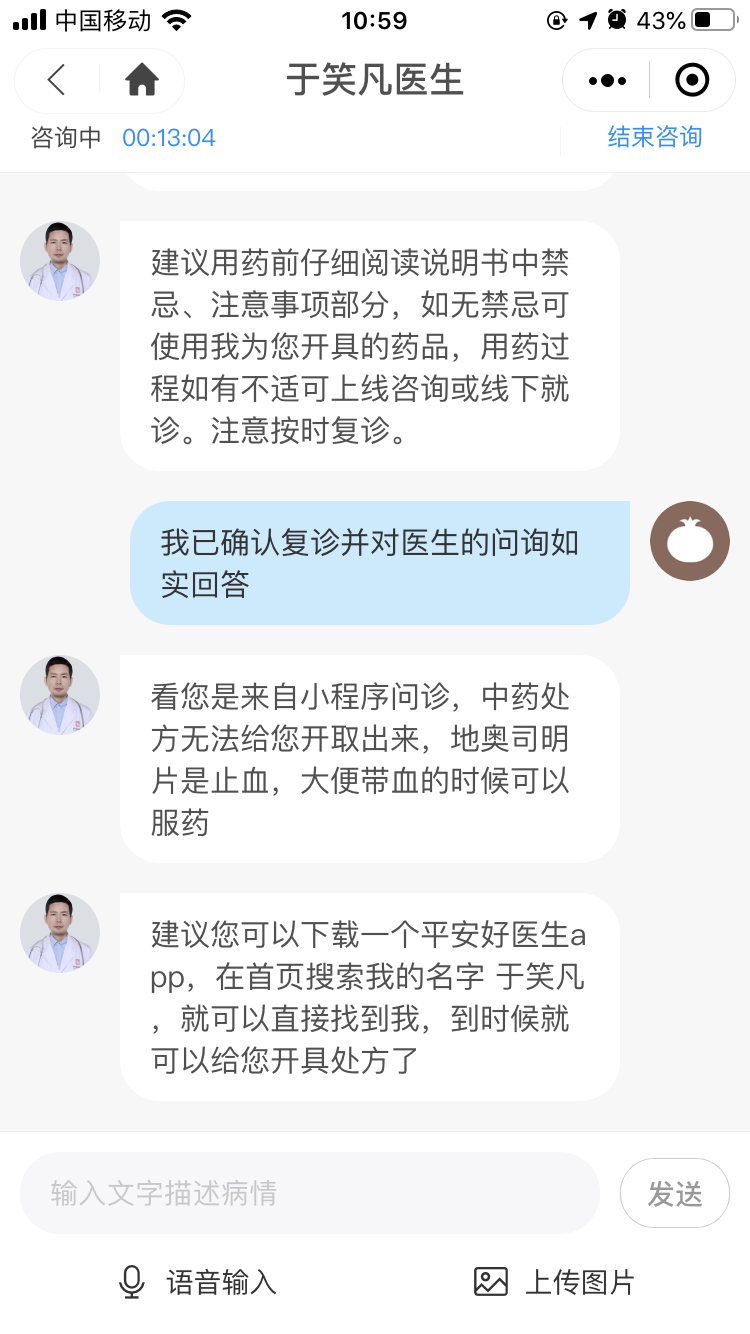 中国移动
10:59
43%
于笑凡医生
咨询中 00:13:04
结束咨询
建议用药前仔细阅读说明书中禁
忌、注意事项部分，如无禁忌可
使用我为您开具的药品，用药过
程如有不适可上线咨询或线下就
诊。注意按时复诊。
我已确认复诊并对医生的问询如
实回答
看您是来自小程序问诊，中药处
方无法给您开取出来，地奥司明
片是止血，大便带血的时候可以
服药
建议您可以下载一个平安好医生a
pp，在首页搜索我的名字 于笑凡
，就可以直接找到我，到时候就
可以给您开具处方了
输入文字描述病情
发送
语音输入
上传图片